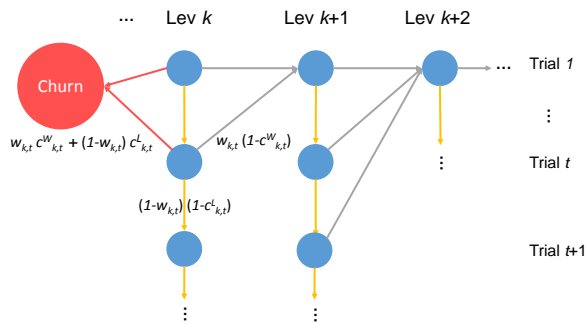 ... Lev k Lev k+1 Lev k+2
Churn
... Trial 1
⋮
w_{k,t} c^W_{k,t} + (1-w_{k,t}) c^L_{k,t}
w_{k,t} (1-c^W_{k,t})
⋮ Trial t
(1-w_{k,t}) (1-c^L_{k,t})
Trial t+1
⋮ ⋮